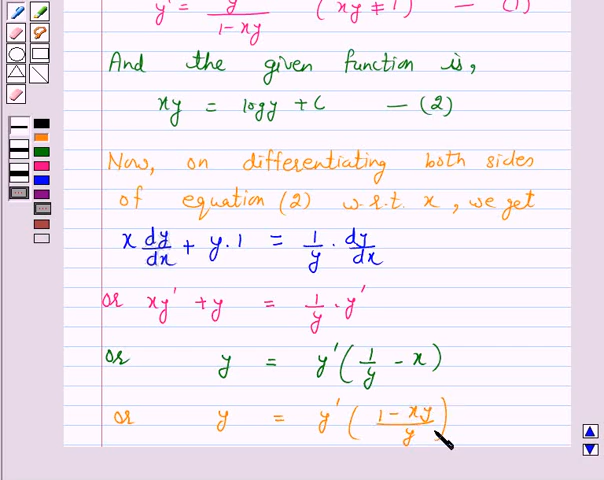 y' = y/(1-xy) (xy ≠ 1) — (1)
And the given function is,
xy = logy + C — (2)
Now, on differentiating both sides
of equation (2) w.r.t. x, we get
x dy/dx + y.1 = 1/y . dy/dx
or xy' + y = 1/y . y'
or y = y' (1/y - x)
or y = y' ((1-xy)/y)